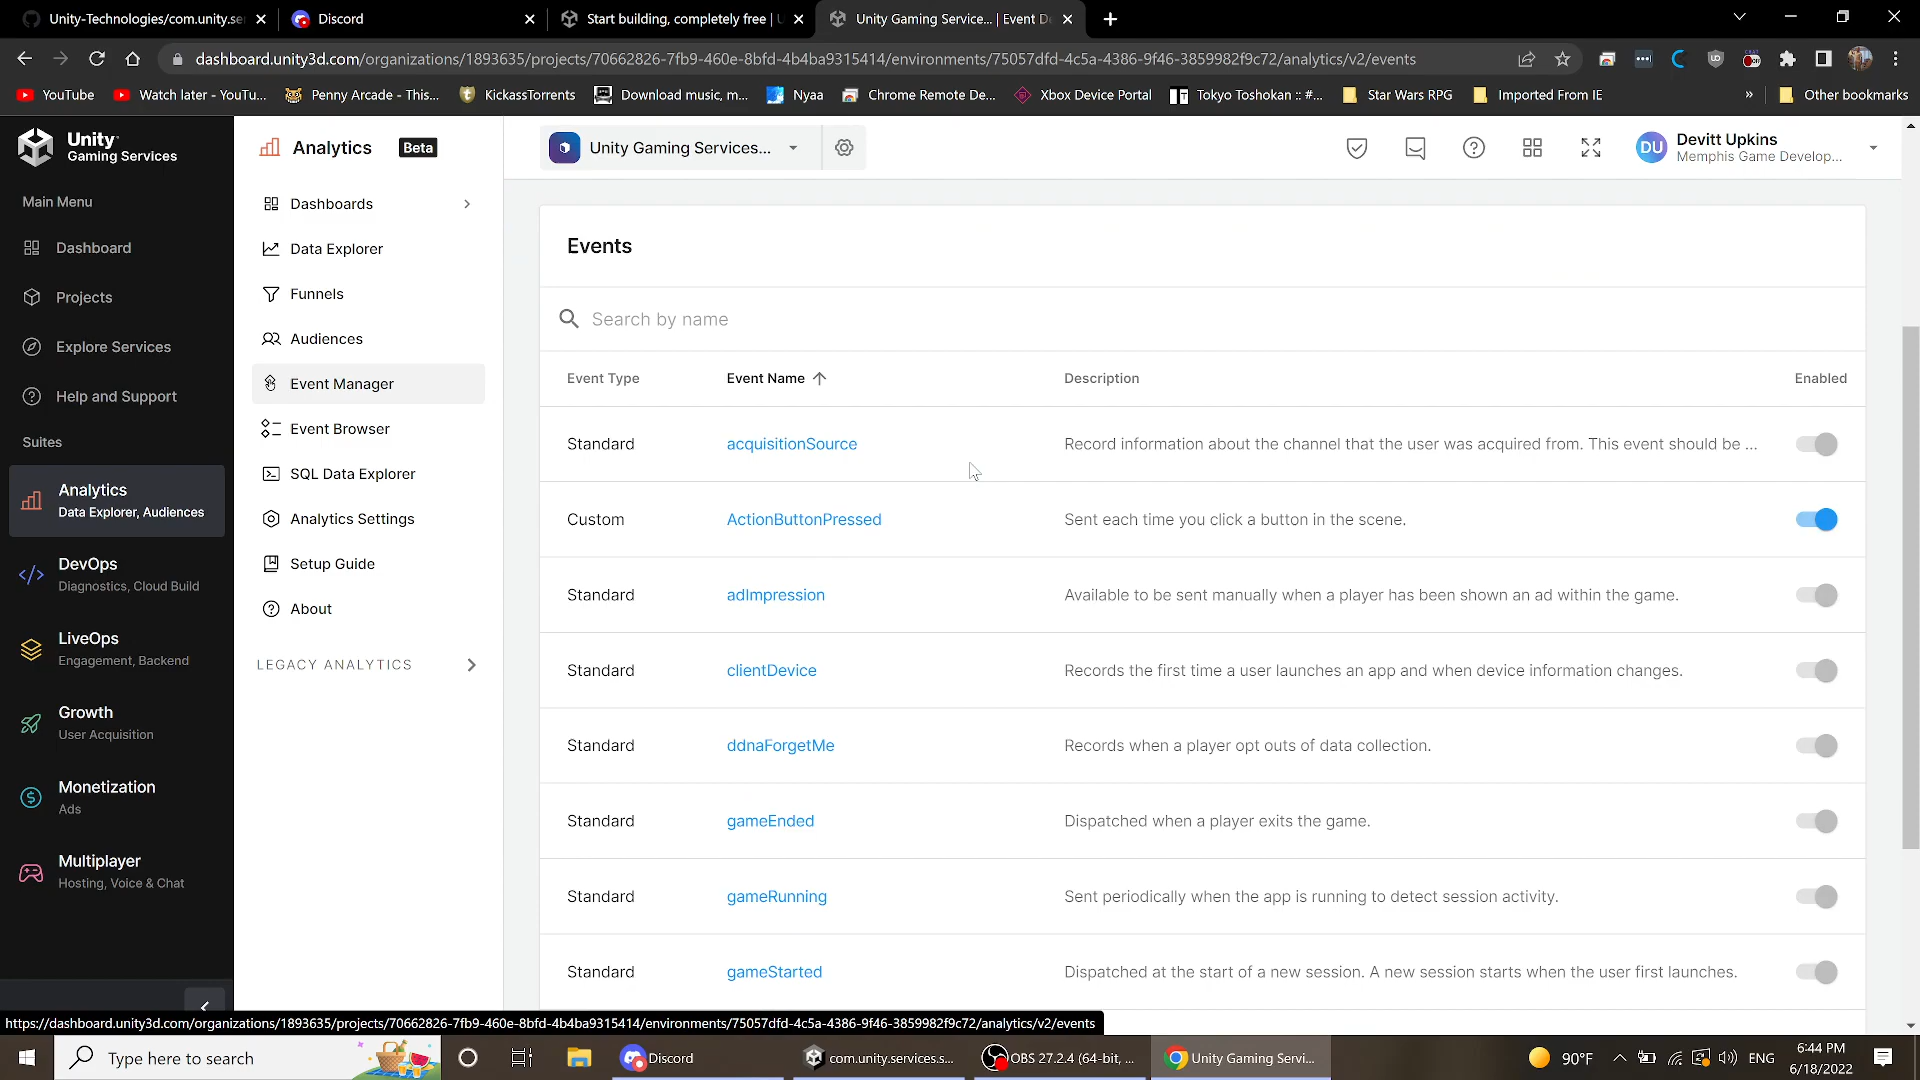 Unity-Technologies/com.unity.se
Discord
Start building, completely free | U
Unity Gaming Service... | Event De
dashboard.unity3d.com/organizations/1893635/projects/70662826-7fb9-460e-8bfd-4b4ba9315414/environments/75057dfd-4c5a-4386-9f46-3859982f9c72/analytics/v2/events
YouTube
Watch later - YouTu...
Penny Arcade - This...
KickassTorrents
Download music, m...
Nyaa
Chrome Remote De...
Xbox Device Portal
Tokyo Toshokan :: #...
Star Wars RPG
Imported From IE
»
Other bookmarks
Unity
Gaming Services
Main Menu
Dashboard
Projects
Explore Services
Help and Support
Suites
Analytics
Data Explorer, Audiences
DevOps
Diagnostics, Cloud Build
LiveOps
Engagement, Backend
Growth
User Acquisition
Monetization
Ads
Multiplayer
Hosting, Voice & Chat
Analytics Beta
Dashboards
Data Explorer
Funnels
Audiences
Event Manager
Event Browser
SQL Data Explorer
Analytics Settings
Setup Guide
About
LEGACY ANALYTICS
Unity Gaming Services...
DU
Devitt Upkins
Memphis Game Develop...
Events
Search by name
Event Type Event Name Description Enabled
Standard acquisitionSource Record information about the channel that the user was acquired from. This event should be ...
Custom ActionButtonPressed Sent each time you click a button in the scene.
Standard adImpression Available to be sent manually when a player has been shown an ad within the game.
Standard clientDevice Records the first time a user launches an app and when device information changes.
Standard ddnaForgetMe Records when a player opt outs of data collection.
Standard gameEnded Dispatched when a player exits the game.
Standard gameRunning Sent periodically when the app is running to detect session activity.
Standard gameStarted Dispatched at the start of a new session. A new session starts when the user first launches.
https://dashboard.unity3d.com/organizations/1893635/projects/70662826-7fb9-460e-8bfd-4b4ba9315414/environments/75057dfd-4c5a-4386-9f46-3859982f9c72/analytics/v2/events
Type here to search
Discord
com.unity.services.s...
OBS 27.2.4 (64-bit, ...
Unity Gaming Servi...
90°F
ENG
6:44 PM
6/18/2022